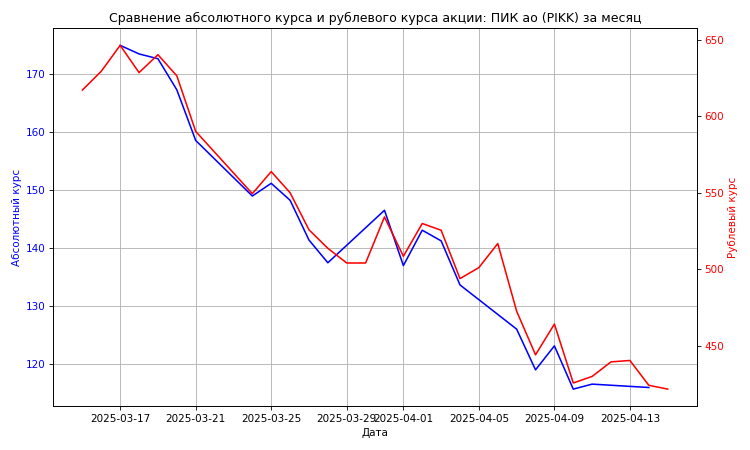 Сравнение абсолютного курса и рублевого курса акции: ПИК ао (PIKK) за месяц
Абсолютный курс
170
160
150
140
130
120
650
600
550
500
450
Рублевый курс
2025-03-17 2025-03-21 2025-03-25 2025-03-29 2025-04-01 2025-04-05 2025-04-09 2025-04-13
Дата